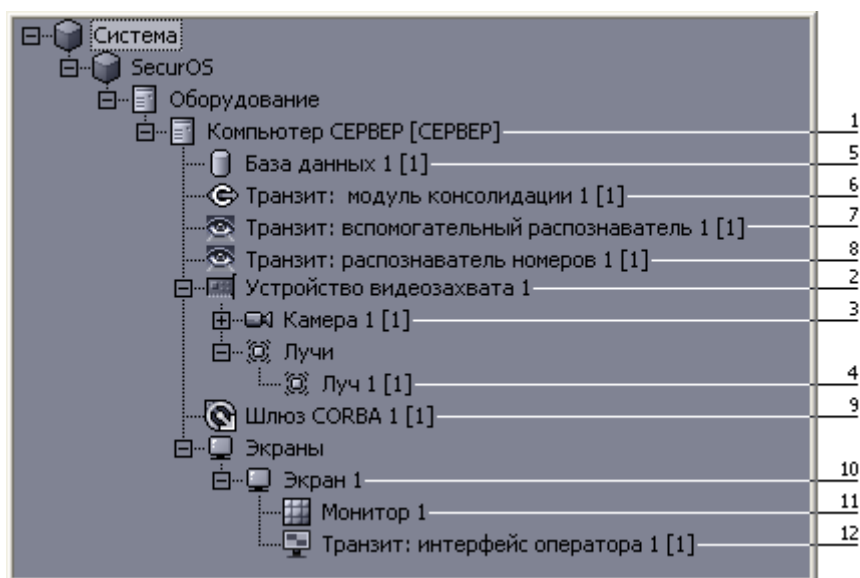 Система
SecurOS
Оборудование
Компьютер СЕРВЕР [СЕРВЕР] 1
База данных 1 [1] 5
Транзит: модуль консолидации 1 [1] 6
Транзит: вспомогательный распознаватель 1 [1] 7
Транзит: распознаватель номеров 1 [1] 8
Устройство видеозахвата 1 2
Камера 1 [1] 3
Лучи
Луч 1 [1] 4
Шлюз CORBA 1 [1] 9
Экраны
Экран 1 10
Монитор 1 11
Транзит: интерфейс оператора 1 [1] 12